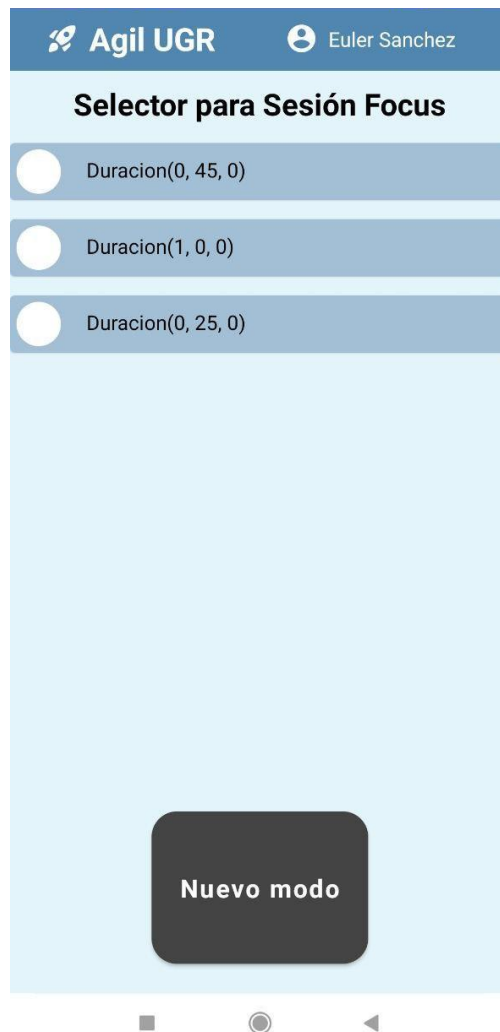 Agil UGR Euler Sanchez
Selector para Sesión Focus
Duracion(0, 45, 0)
Duracion(1, 0, 0)
Duracion(0, 25, 0)
Nuevo modo